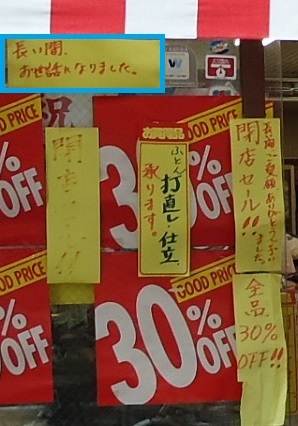 長い間、
お世話になりました。
GOOD PRICE
30%
OFF
閉店
!!
ふとん
打直し・仕立
承ります。
長い間ご愛顧ありがとうございました。
閉店セール!!
GOOD PRICE
30%
OFF
全品
30%
OFF!!
%
OFF
GOOD PRICE
%
OFF